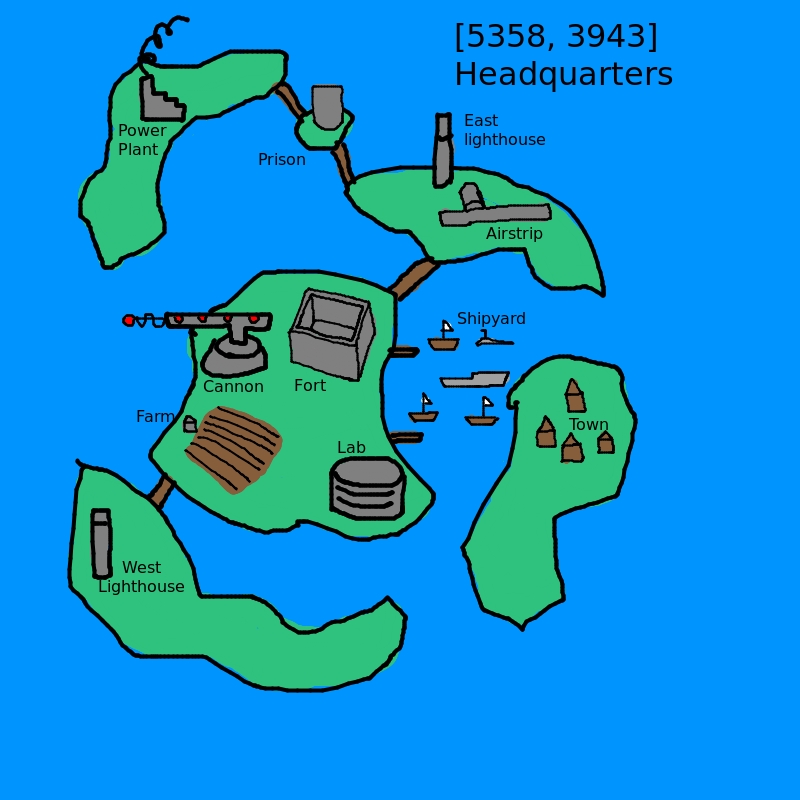 [5358, 3943]
Headquarters
East
lighthouse
Power
Plant
Prison
Airstrip
Shipyard
Cannon
Fort
Farm
Town
Lab
West
Lighthouse